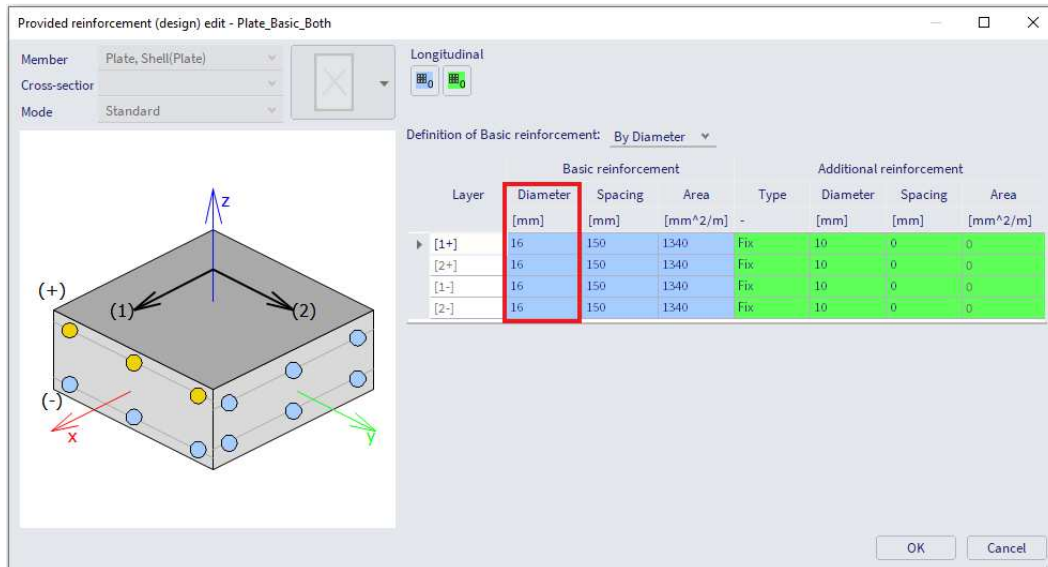 Provided reinforcement (design) edit - Plate_Basic_Both
Member Plate, Shell(Plate)
Cross-section
Mode Standard
Longitudinal
0 0
Definition of Basic reinforcement: By Diameter
Basic reinforcement Additional reinforcement
Layer Diameter Spacing Area Type Diameter Spacing Area
[mm] [mm] [mm^2/m] - [mm] [mm] [mm^2/m]
[1+] 16 150 1340 Fix 10 0 0
[2+] 16 150 1340 Fix 10 0 0
[1-] 16 150 1340 Fix 10 0 0
[2-] 16 150 1340 Fix 10 0 0
z
(+)
(1) (2)
(-)
x y
OK Cancel